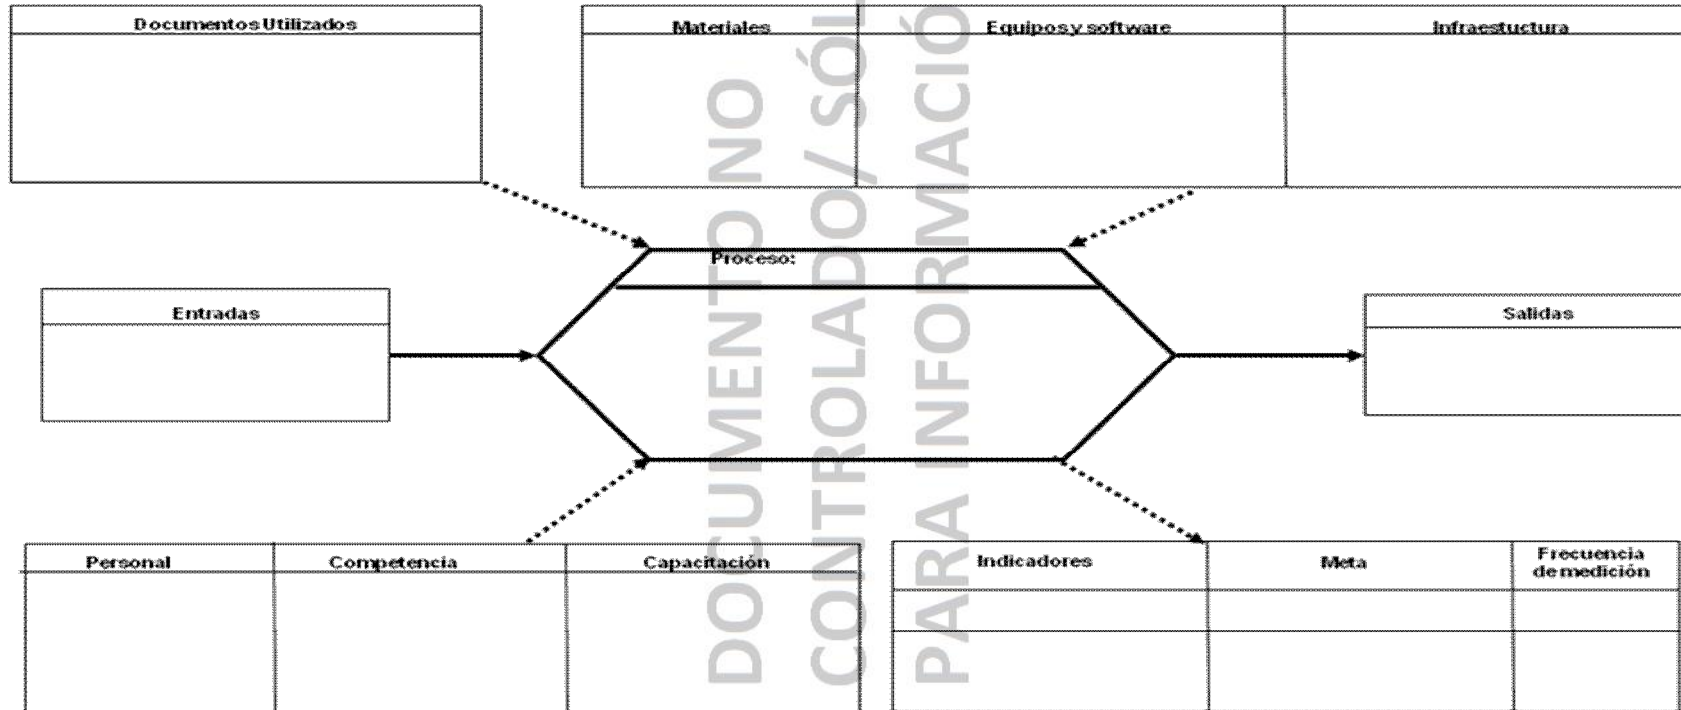 Documentos Utilizados
Materiales
Equipos y software
Infraestuctura
Proceso:
Entradas
Salidas
Personal
Competencia
Capacitación
Indicadores
Meta
Frecuencia
de medición
DOCUMENTO NO
CONTROLADO/ SÓL
PARA INFORMACIÓ